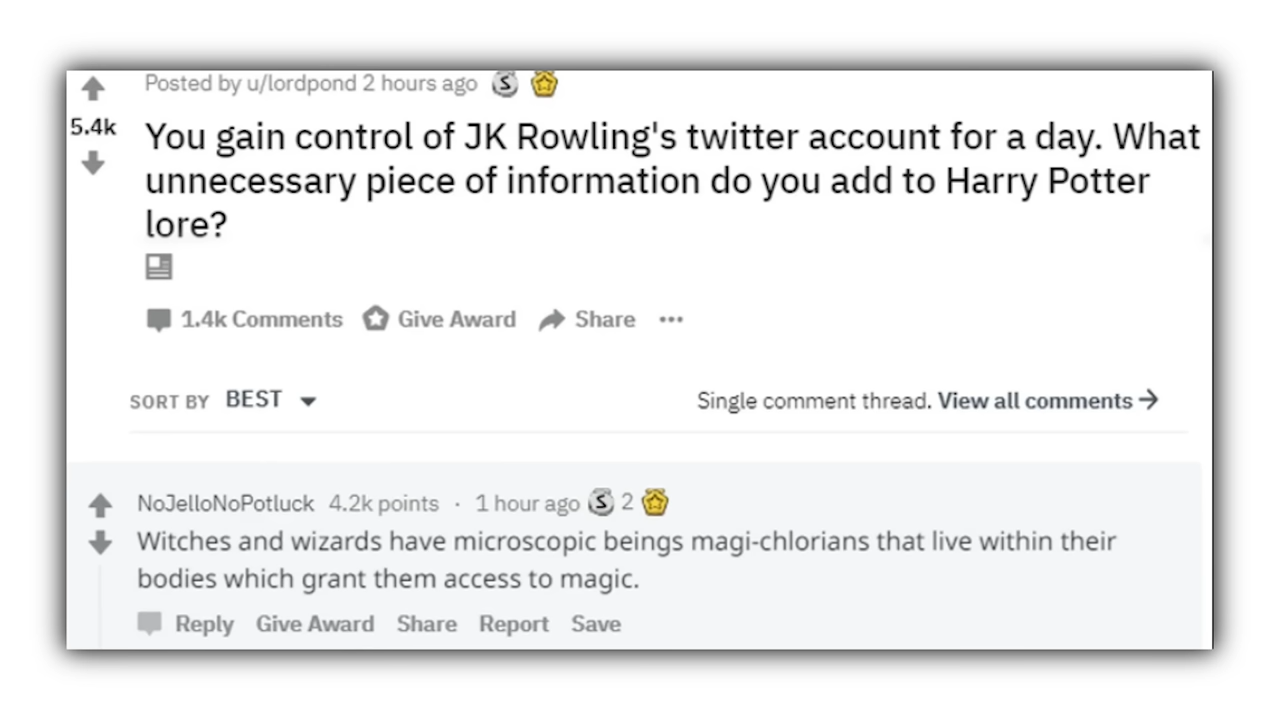 Posted by u/lordpond 2 hours ago
5.4k
You gain control of JK Rowling's twitter account for a day. What
unnecessary piece of information do you add to Harry Potter
lore?
1.4k Comments Give Award Share ...
SORT BY BEST Single comment thread. View all comments →
NoJelloNoPotluck 4.2k points · 1 hour ago S 2
Witches and wizards have microscopic beings magi-chlorians that live within their
bodies which grant them access to magic.
Reply Give Award Share Report Save